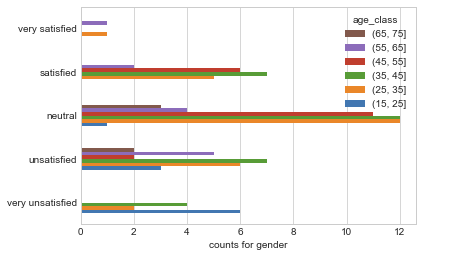 very satisfied
satisfied
neutral
unsatisfied
very unsatisfied
age_class
(65, 75]
(55, 65]
(45, 55]
(35, 45]
(25, 35]
(15, 25]
0 2 4 6 8 10 12
counts for gender